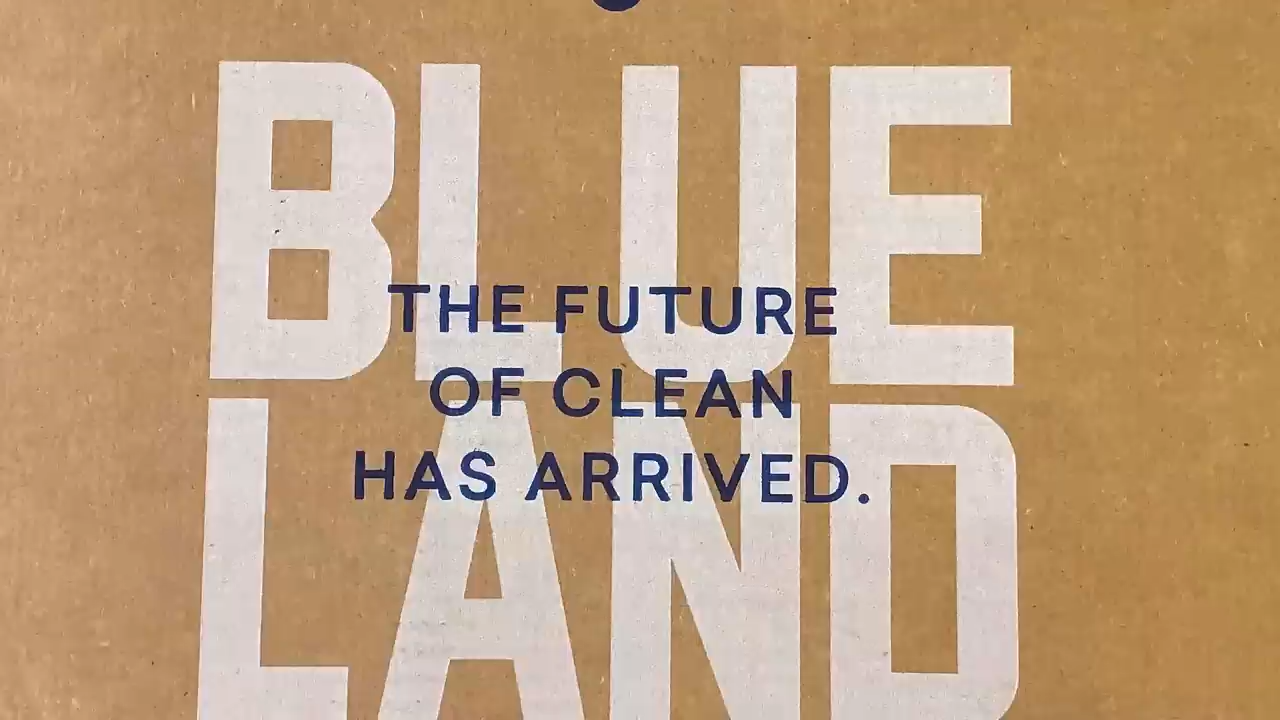 BLUE
THE FUTURE
OF CLEAN
HAS ARRIVED.
LAND